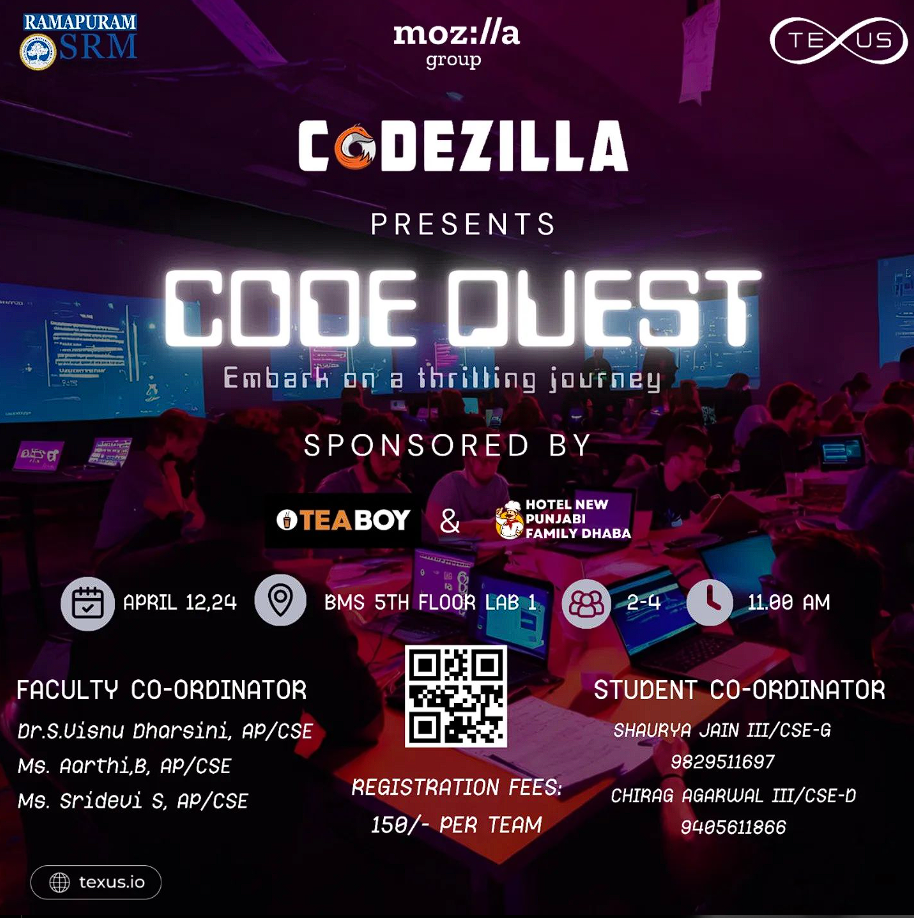 RAMAPURAM
SRM
moz://a
group
TEXUS
CODEZILLA
PRESENTS
CODE QUEST
Embark on a thrilling journey
SPONSORED BY
TEABOY & HOTEL NEW
PUNJABI
FAMILY DHABA
APRIL 12,24 BMS 5TH FLOOR LAB 1 2-4 11.00 AM
FACULTY CO-ORDINATOR
Dr.S.Visnu Dharsini, AP/CSE
Ms. Aarthi,B, AP/CSE
Ms. Sridevi S, AP/CSE
REGISTRATION FEES:
150/- PER TEAM
STUDENT CO-ORDINATOR
SHAURYA JAIN III/CSE-G
9829511697
CHIRAG AGARWAL III/CSE-D
9405611866
texus.io